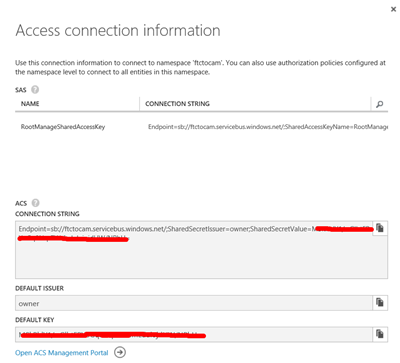 Access connection information
Use this connection information to connect to namespace 'ftctocam'. You can also use authorization policies configured at
the namespace level to connect to all entities in this namespace.
SAS
NAME CONNECTION STRING
RootManageSharedAccessKey Endpoint=sb://ftctocam.servicebus.windows.net/;SharedAccessKeyName=RootManage
ACS
CONNECTION STRING
Endpoint=sb://ftctocam.servicebus.windows.net/;SharedSecretIssuer=owner;SharedSecretValue=
DEFAULT ISSUER
owner
DEFAULT KEY
Open ACS Management Portal